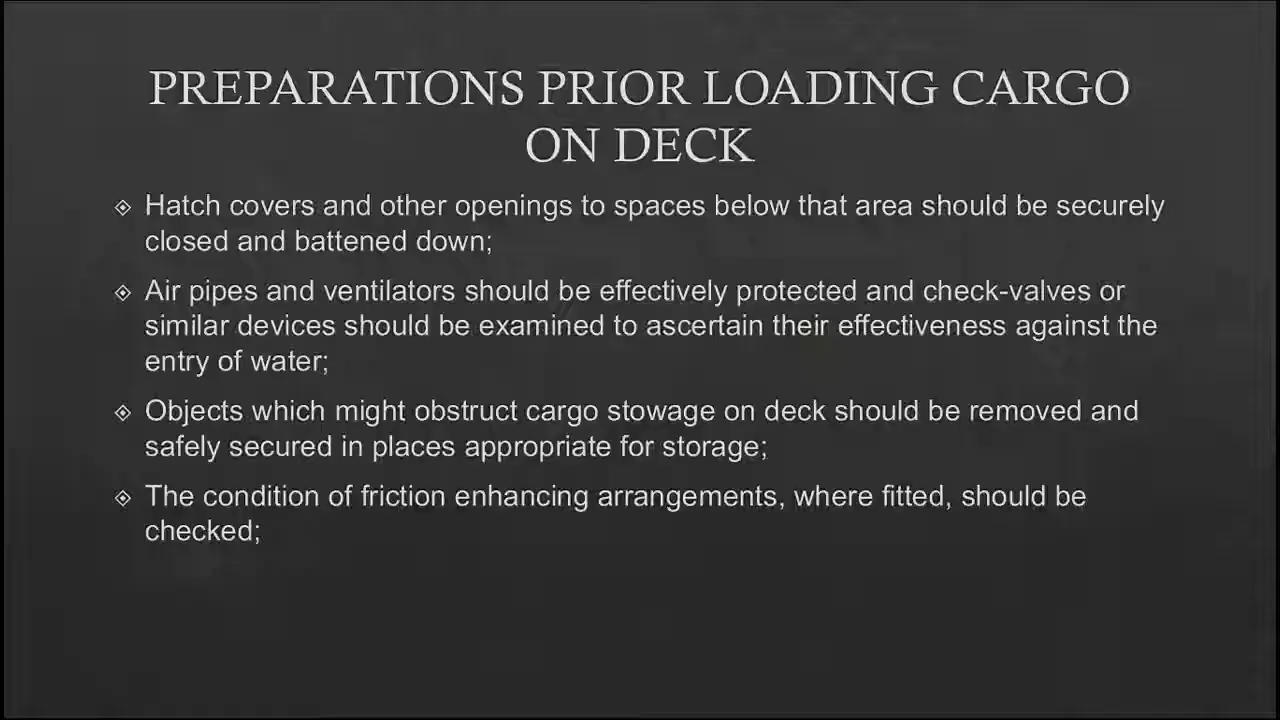 PREPARATIONS PRIOR LOADING CARGO
ON DECK
Hatch covers and other openings to spaces below that area should be securely
closed and battened down;
Air pipes and ventilators should be effectively protected and check-valves or
similar devices should be examined to ascertain their effectiveness against the
entry of water;
Objects which might obstruct cargo stowage on deck should be removed and
safely secured in places appropriate for storage;
The condition of friction enhancing arrangements, where fitted, should be
checked;